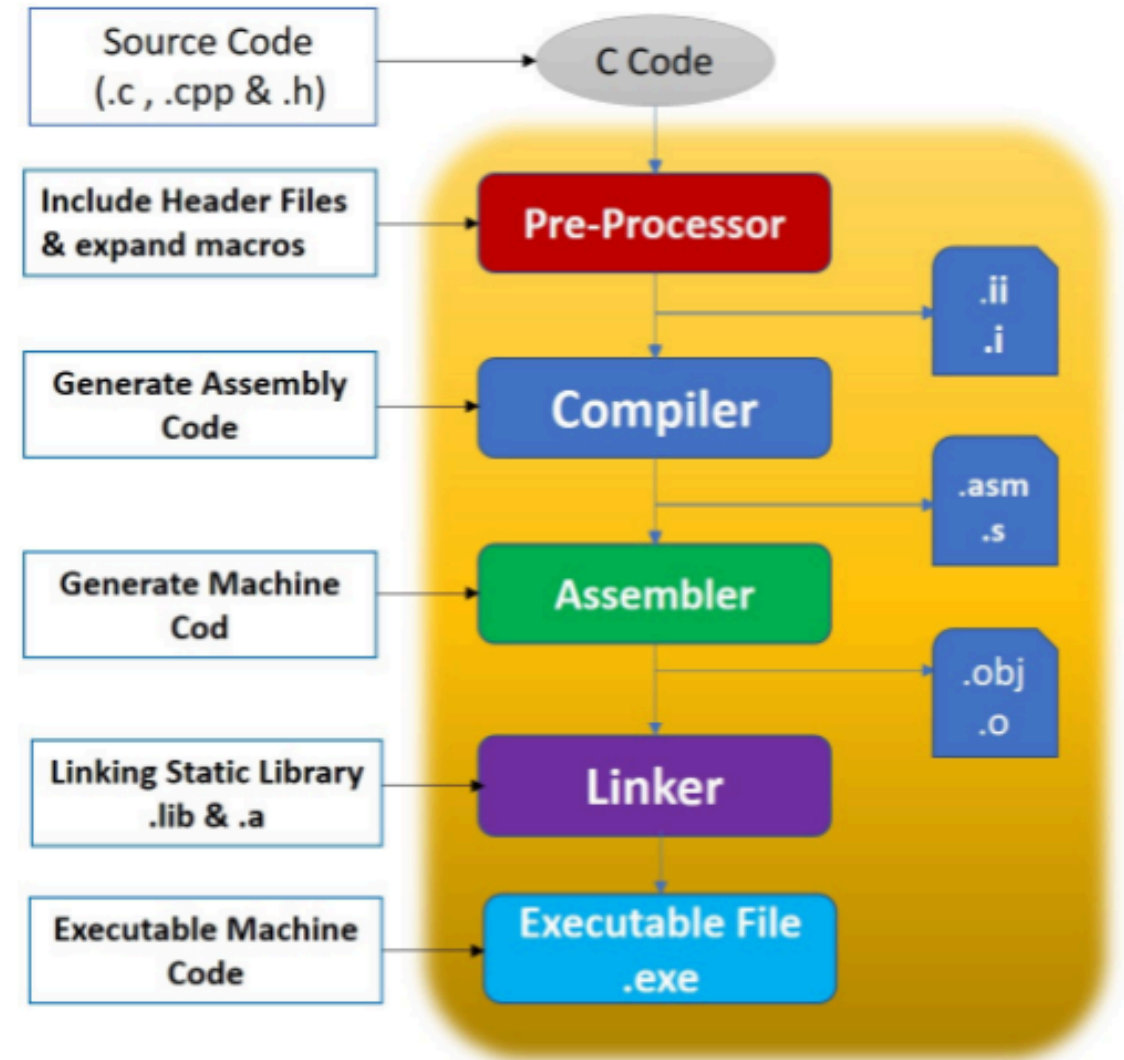 Source Code
(.c , .cpp & .h)
C Code
Include Header Files
& expand macros
Pre-Processor
.ii
.i
Generate Assembly
Code
Compiler
.asm
.s
Generate Machine
Cod
Assembler
.obj
.o
Linking Static Library
.lib & .a
Linker
Executable Machine
Code
Executable File
.exe